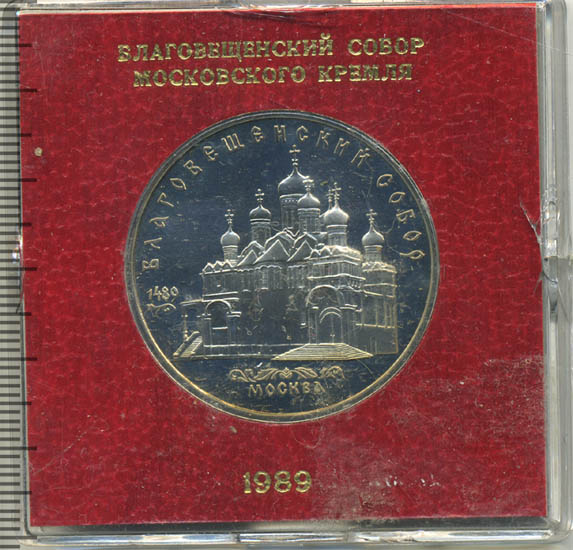 БЛАГОВЕЩЕНСКИЙ СОБОР
МОСКОВСКОГО КРЕМЛЯ
БЛАГОВЕЩЕНСКИЙ СОБОР
1489
МОСКВА
1989